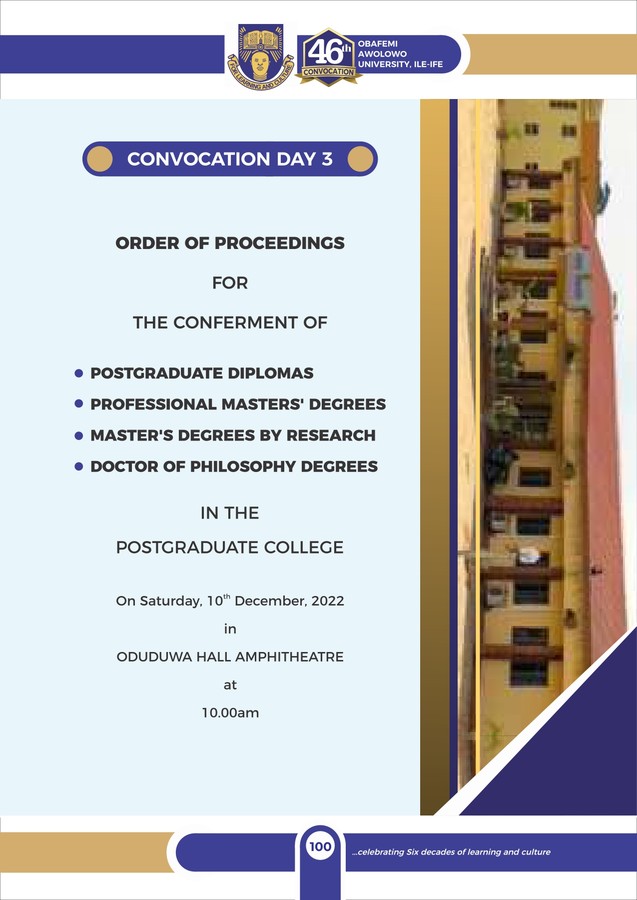 FOR LEARNING AND CULTURE
46th
CONVOCATION
OBAFEMI
AWOLOWO
UNIVERSITY, ILE-IFE
CONVOCATION DAY 3
ORDER OF PROCEEDINGS
FOR
THE CONFERMENT OF
• POSTGRADUATE DIPLOMAS
• PROFESSIONAL MASTERS' DEGREES
• MASTER'S DEGREES BY RESEARCH
• DOCTOR OF PHILOSOPHY DEGREES
IN THE
POSTGRADUATE COLLEGE
On Saturday, 10th December, 2022
in
ODUDUWA HALL AMPHITHEATRE
at
10.00am
100
...celebrating Six decades of learning and culture